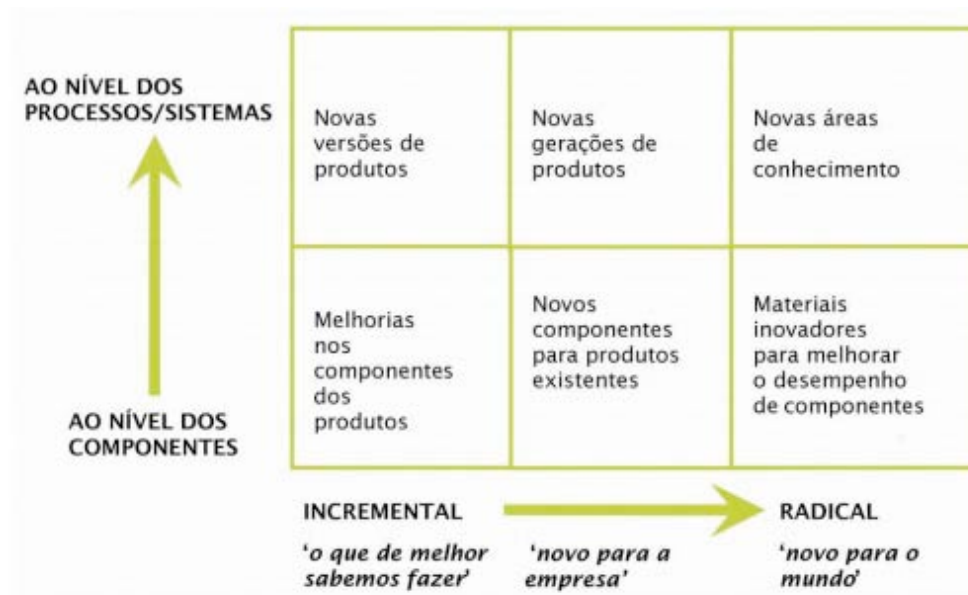 AO NÍVEL DOS
PROCESSOS/SISTEMAS
Novas
versões de
produtos
Novas
gerações de
produtos
Novas áreas
de
conhecimento
Melhorias
nos
componentes
dos
produtos
Novos
componentes
para produtos
existentes
Materiais
inovadores
para melhorar
o desempenho
de componentes
AO NÍVEL DOS
COMPONENTES
INCREMENTAL
'o que de melhor
sabemos fazer'
'novo para a
empresa'
RADICAL
'novo para o
mundo'